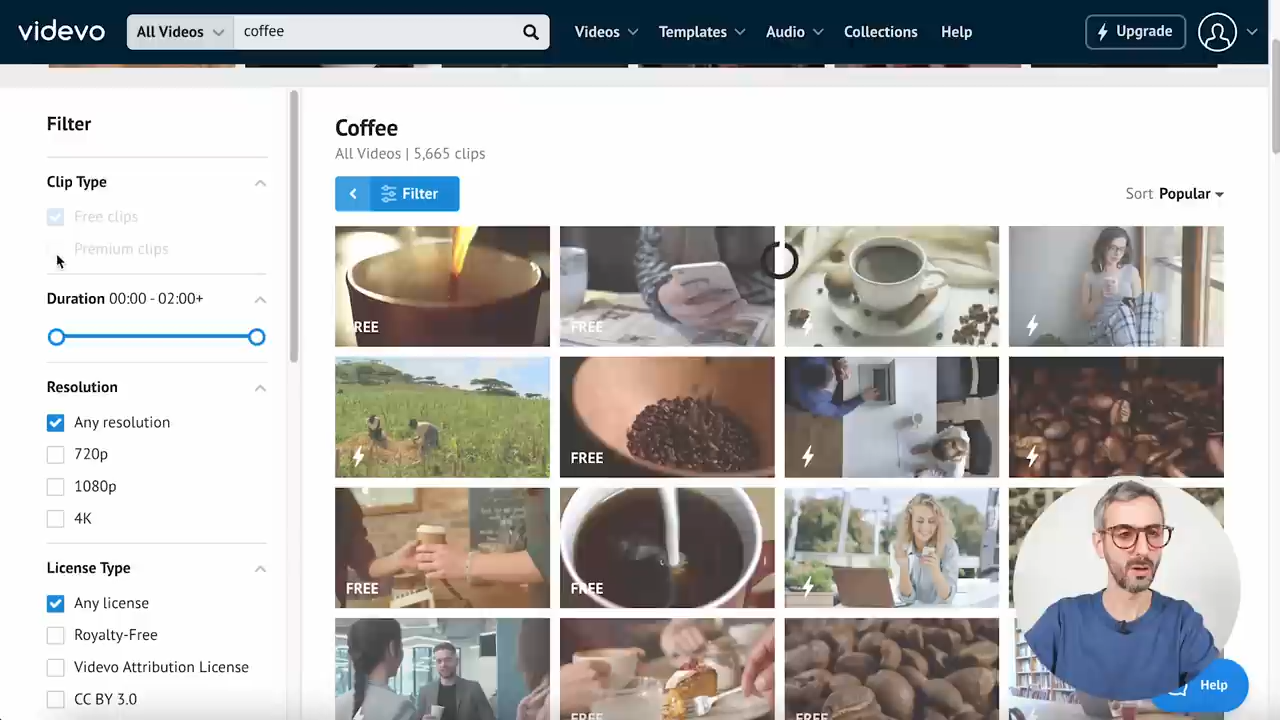 videvo
All Videos
coffee
Videos
Templates
Audio
Collections
Help
Upgrade
Filter
Clip Type
Free clips
Premium clips
Duration 00:00 - 02:00+
Resolution
Any resolution
720p
1080p
4K
License Type
Any license
Royalty-Free
Videvo Attribution License
CC BY 3.0
Coffee
All Videos | 5,665 clips
Filter
Sort Popular
FREE
FREE
FREE
FREE
FREE
FREE
FREE
Help